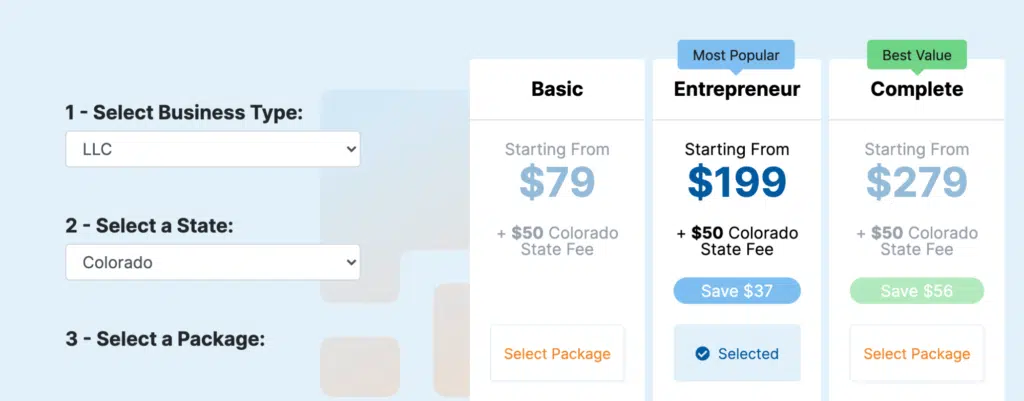 1 - Select Business Type:
LLC
2 - Select a State:
Colorado
3 - Select a Package:
Basic
Starting From
$79
+ $50 Colorado
State Fee
Select Package
Most Popular
Entrepreneur
Starting From
$199
+ $50 Colorado
State Fee
Save $37
Selected
Best Value
Complete
Starting From
$279
+ $50 Colorado
State Fee
Save $56
Select Package